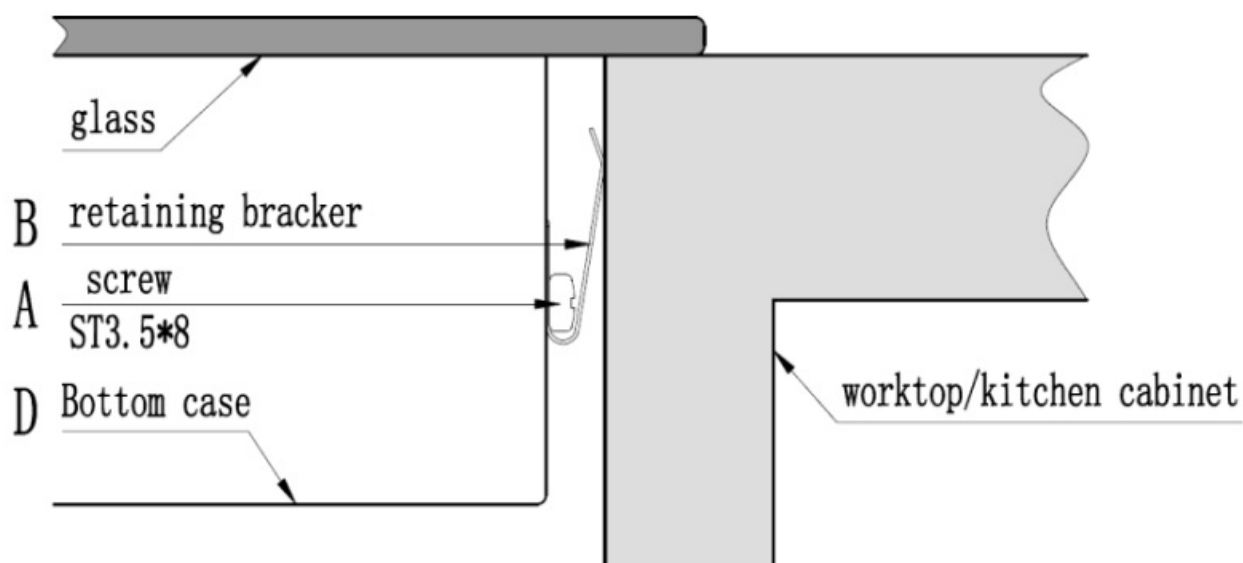 glass
B retaining bracker
A screw
ST3.5*8
D Bottom case
worktop/kitchen cabinet